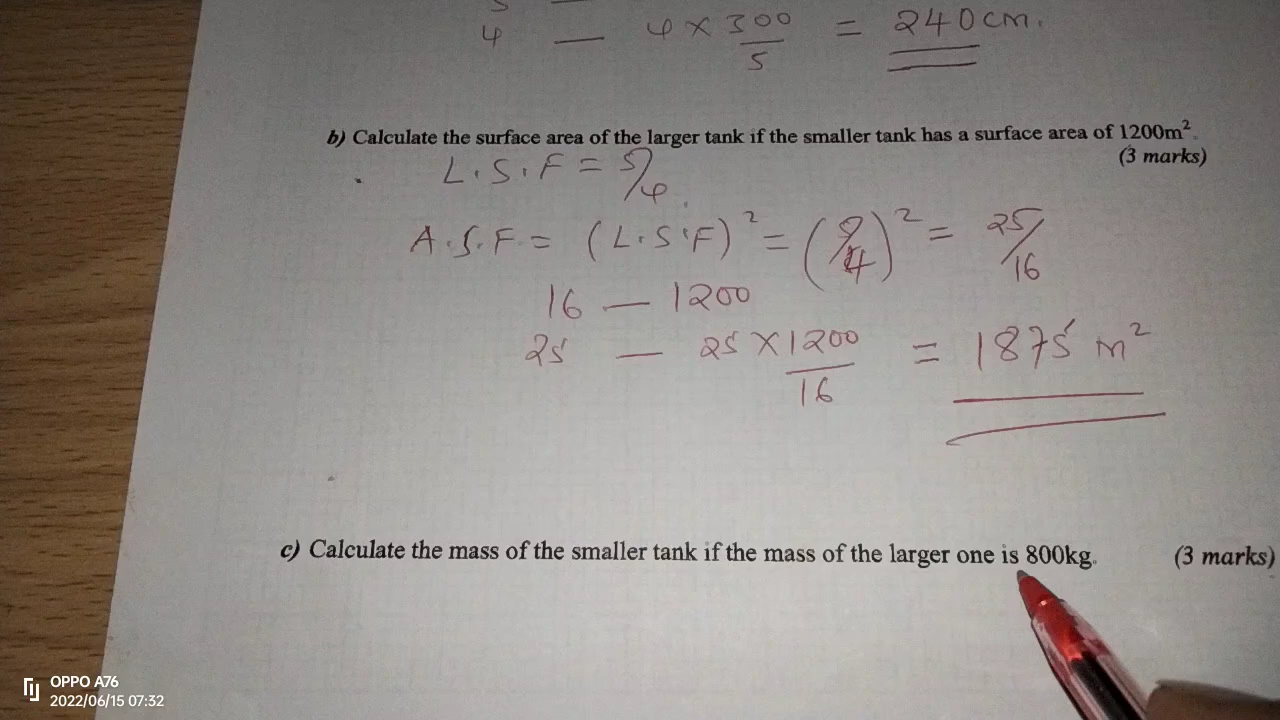 5 —
4 — 4 × 300/5 = 240cm.
b) Calculate the surface area of the larger tank if the smaller tank has a surface area of 1200m².
(3 marks)
L.S.F = 5/4.
A.S.F = (L.S.F)² = (5/4)² = 25/16
16 — 1200
25 — 25 × 1200/16 = 1875 m²
c) Calculate the mass of the smaller tank if the mass of the larger one is 800kg. (3 marks)
OPPO A76
2022/06/15 07:32